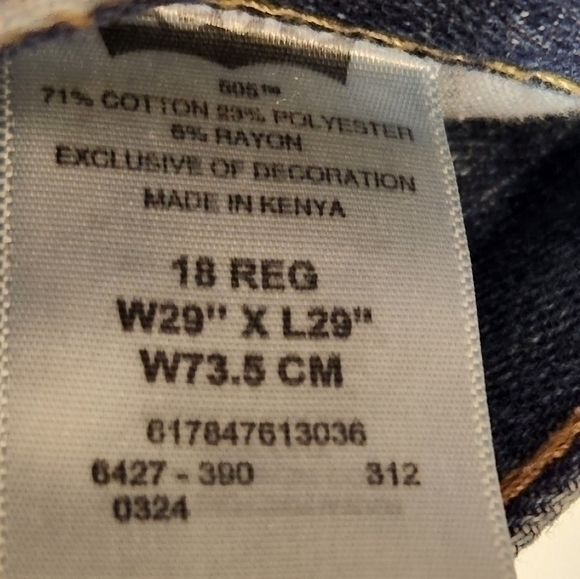 505™
71% COTTON 23% POLYESTER
6% RAYON
EXCLUSIVE OF DECORATION
MADE IN KENYA
18 REG
W29" X L29"
W73.5 CM
617847613036
6427 - 390 312
0324